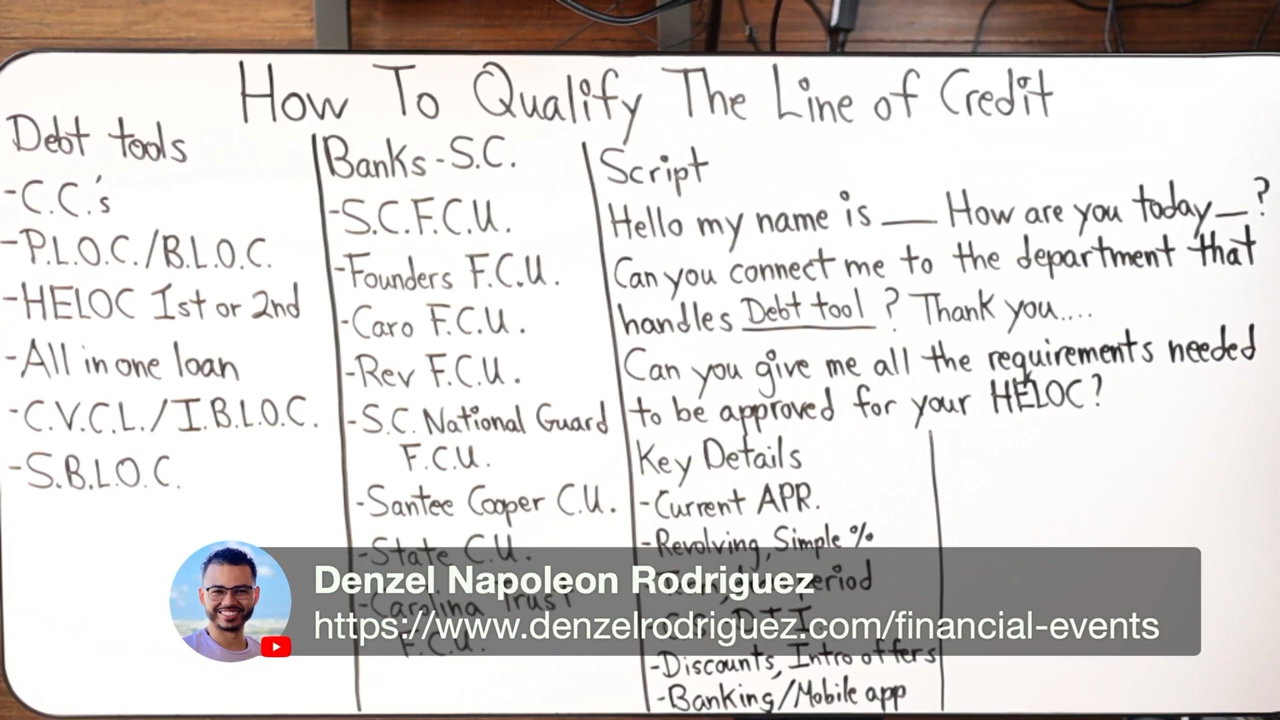 How To Qualify The Line of Credit
Debt tools
-C.C.'s
-P.L.O.C./B.L.O.C.
-HELOC 1st or 2nd
-All in one loan
-C.V.C.L./I.B.L.O.C.
-S.B.L.O.C.
Banks-S.C.
-S.C.F.C.U.
-Founders F.C.U.
-Caro F.C.U.
-Rev F.C.U.
-S.C. National Guard
F.C.U.
-Santee Cooper C.U.
-State C.U.
-Carolina Trust
F.C.U.
Script
Hello my name is ___ How are you today_?
Can you connect me to the department that
handles Debt tool? Thank you....
Can you give me all the requirements needed
to be approved for your HELOC?
Key Details
-Current APR.
-Revolving, Simple %
period
D.T.I
-Discounts, Intro offers
-Banking/Mobile app
Denzel Napoleon Rodriguez
https://www.denzelrodriguez.com/financial-events